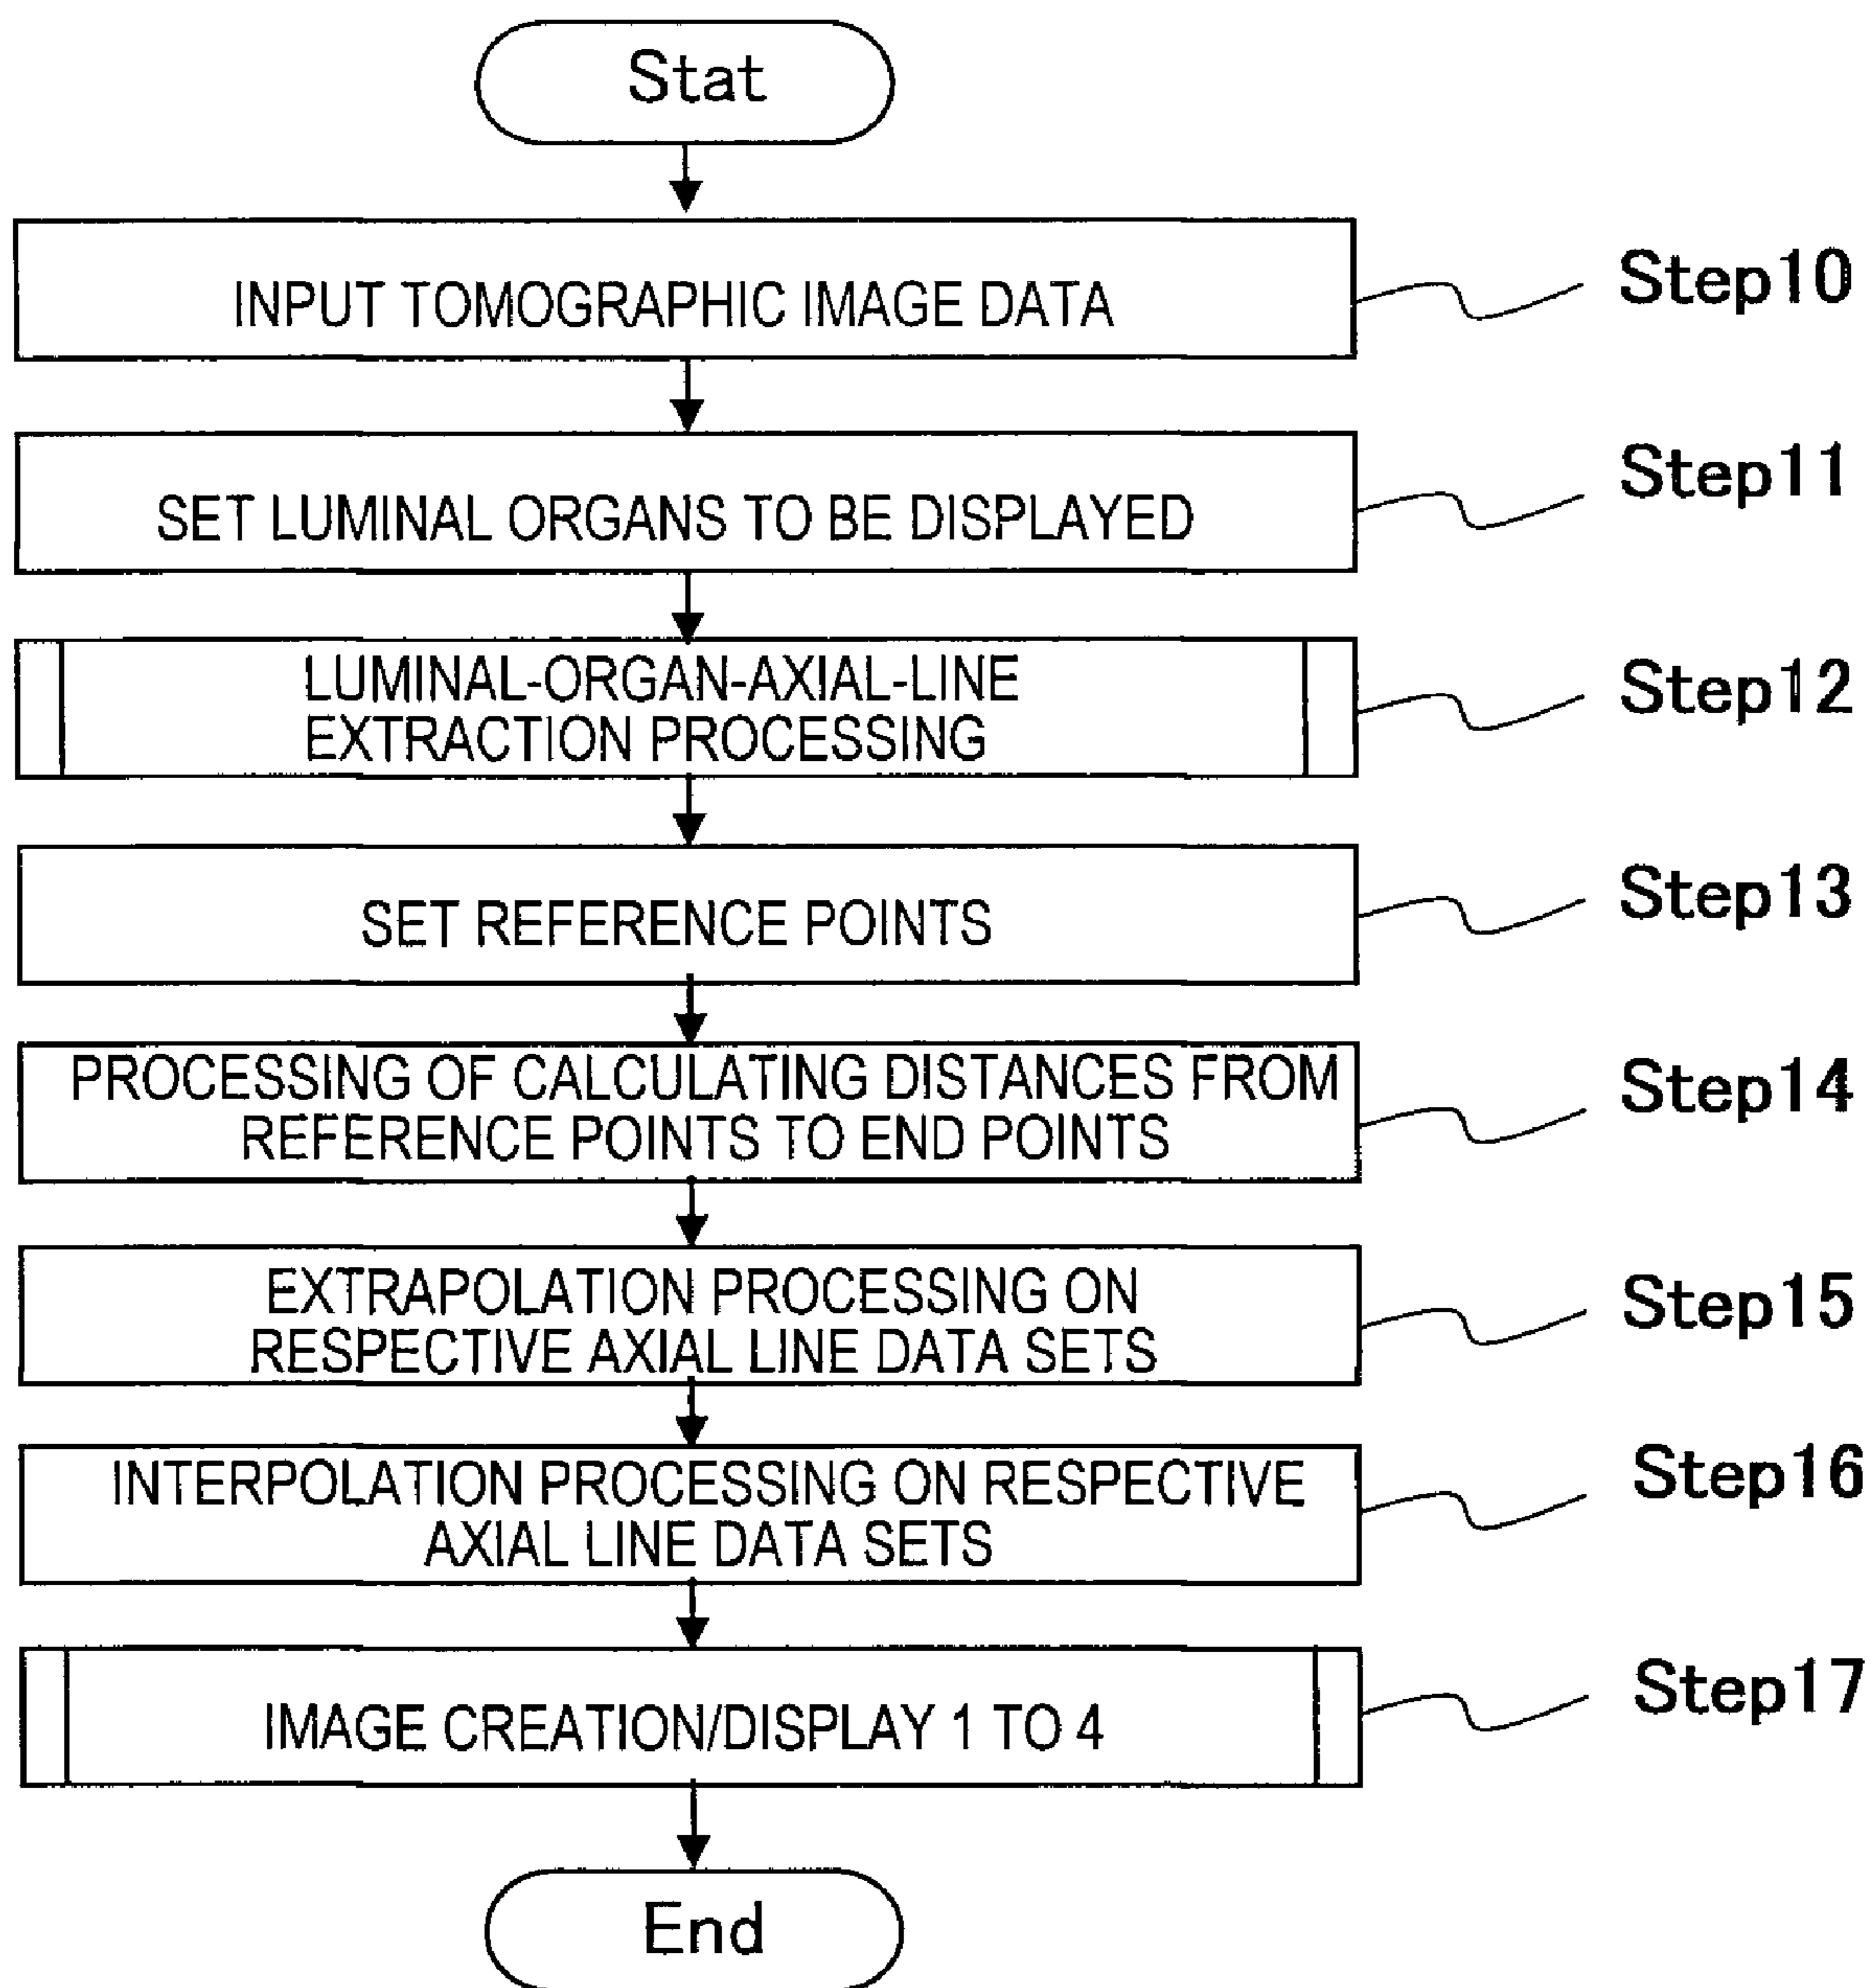 Stat
INPUT TOMOGRAPHIC IMAGE DATA
Step10
SET LUMINAL ORGANS TO BE DISPLAYED
Step11
LUMINAL-ORGAN-AXIAL-LINE
EXTRACTION PROCESSING
Step12
SET REFERENCE POINTS
Step13
PROCESSING OF CALCULATING DISTANCES FROM
REFERENCE POINTS TO END POINTS
Step14
EXTRAPOLATION PROCESSING ON
RESPECTIVE AXIAL LINE DATA SETS
Step15
INTERPOLATION PROCESSING ON RESPECTIVE
AXIAL LINE DATA SETS
Step16
IMAGE CREATION/DISPLAY 1 TO 4
Step17
End